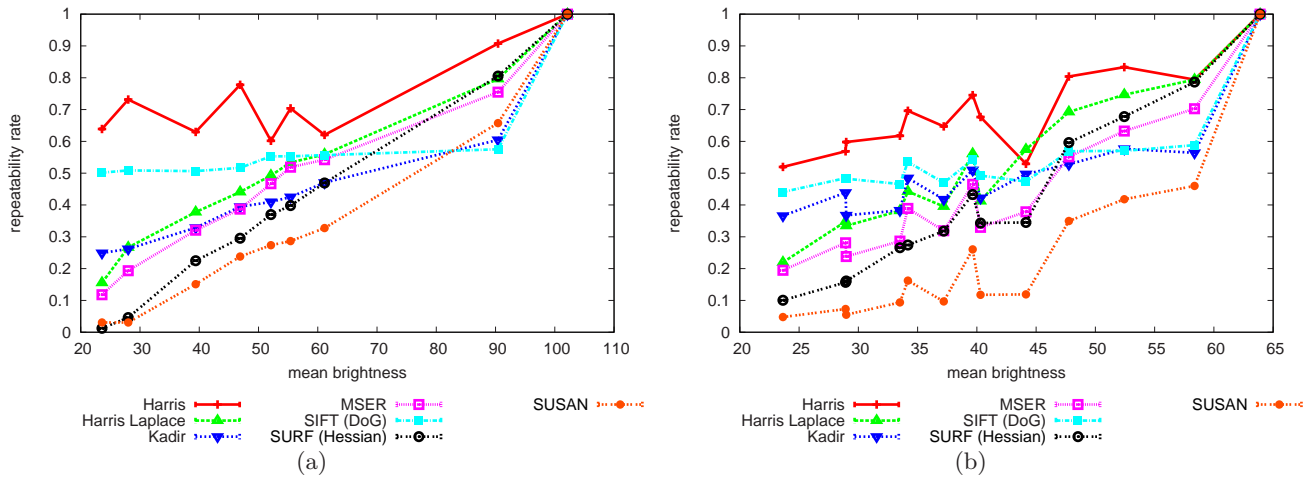 1
0.9
0.8
0.7
0.6
0.5
0.4
0.3
0.2
0.1
0
repeatability rate
20 30 40 50 60 70 80 90 100 110
mean brightness
Harris MSER SUSAN
Harris Laplace SIFT (DoG)
Kadir SURF (Hessian)
(a)
1
0.9
0.8
0.7
0.6
0.5
0.4
0.3
0.2
0.1
0
repeatability rate
20 25 30 35 40 45 50 55 60 65
mean brightness
Harris MSER SUSAN
Harris Laplace SIFT (DoG)
Kadir SURF (Hessian)
(b)